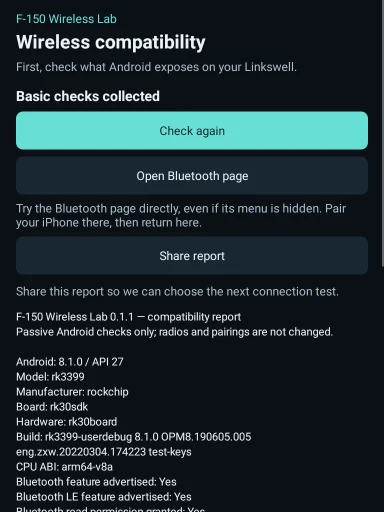 F-150 Wireless Lab
Wireless compatibility
First, check what Android exposes on your Linkswell.
Basic checks collected
Check again
Open Bluetooth page
Try the Bluetooth page directly, even if its menu is hidden. Pair
your iPhone there, then return here.
Share report
Share this report so we can choose the next connection test.
F-150 Wireless Lab 0.1.1 — compatibility report
Passive Android checks only; radios and pairings are not changed.
Android: 8.1.0 / API 27
Model: rk3399
Manufacturer: rockchip
Board: rk30sdk
Hardware: rk30board
Build: rk3399-userdebug 8.1.0 OPM8.190605.005
eng.zxw.20220304.174223 test-keys
CPU ABI: arm64-v8a
Bluetooth feature advertised: Yes
Bluetooth LE feature advertised: Yes
Bluetooth read permission granted: Yes